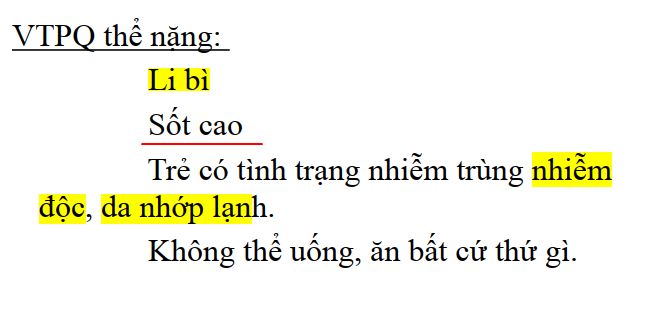 VTPQ thể nặng:
Li bì
Sốt cao
Trẻ có tình trạng nhiễm trùng nhiễm
độc, da nhớp lạnh.
Không thể uống, ăn bất cứ thứ gì.